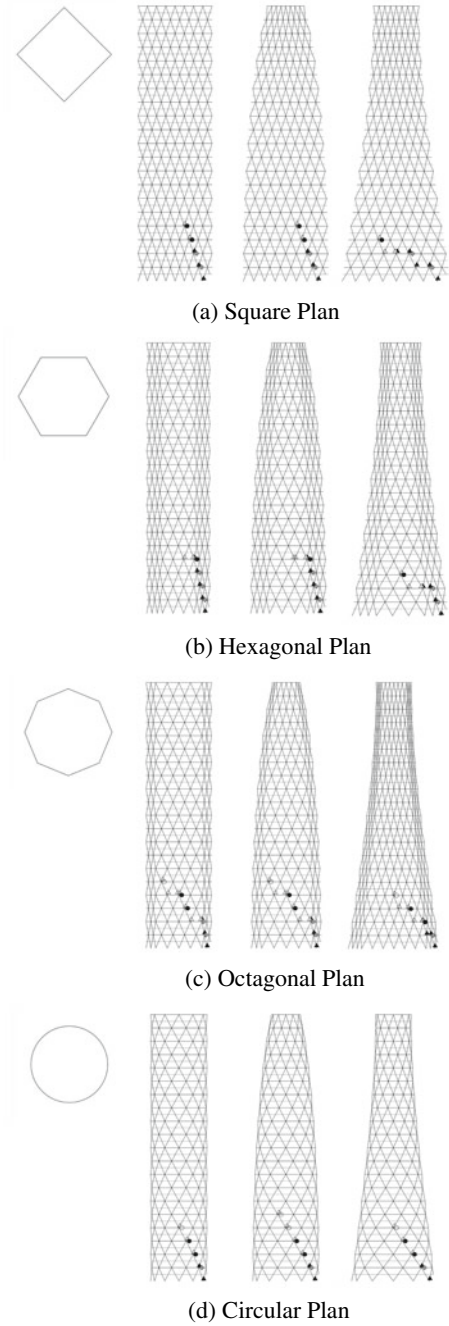 (a) Square Plan
(b) Hexagonal Plan
(c) Octagonal Plan
(d) Circular Plan